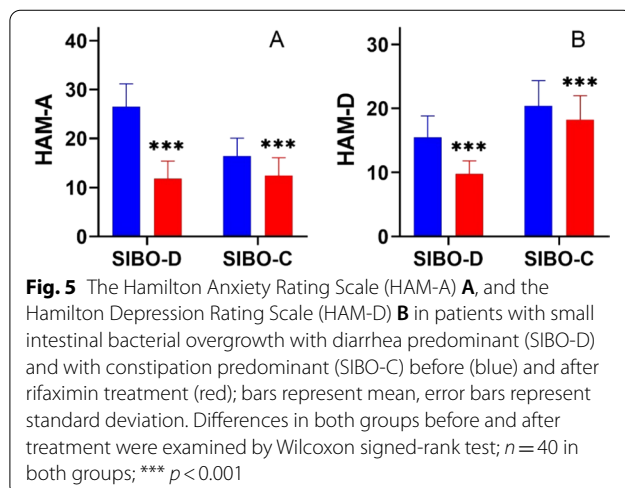 A
B
40
30
20
10
0
HAM-A
***
***
SIBO-D
SIBO-C
30
20
10
0
HAM-D
***
***
SIBO-D
SIBO-C
Fig. 5 The Hamilton Anxiety Rating Scale (HAM-A) A, and the
Hamilton Depression Rating Scale (HAM-D) B in patients with small
intestinal bacterial overgrowth with diarrhea predominant (SIBO-D)
and with constipation predominant (SIBO-C) before (blue) and after
rifaximin treatment (red); bars represent mean, error bars represent
standard deviation. Differences in both groups before and after
treatment were examined by Wilcoxon signed-rank test; n = 40 in
both groups; *** p < 0.001